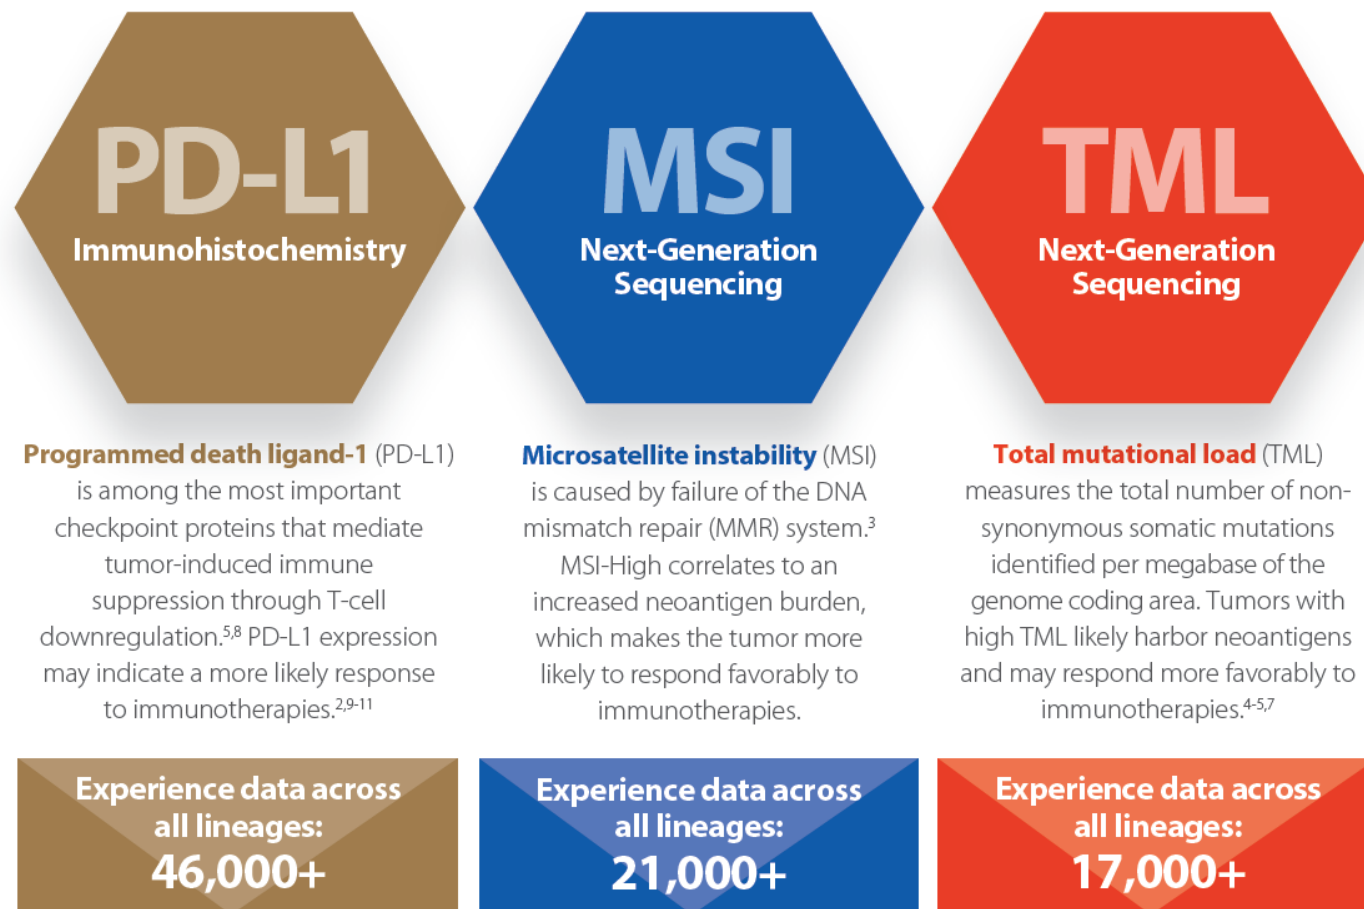 PD-L1
Immunohistochemistry
Programmed death ligand-1 (PD-L1)
is among the most important
checkpoint proteins that mediate
tumor-induced immune
suppression through T-cell
downregulation.5,8 PD-L1 expression
may indicate a more likely response
to immunotherapies.2,9-11
Experience data across
all lineages:
46,000+
MSI
Next-Generation
Sequencing
Microsatellite instability (MSI)
is caused by failure of the DNA
mismatch repair (MMR) system.3
MSI-High correlates to an
increased neoantigen burden,
which makes the tumor more
likely to respond favorably to
immunotherapies.
Experience data across
all lineages:
21,000+
TML
Next-Generation
Sequencing
Total mutational load (TML)
measures the total number of non-
synonymous somatic mutations
identified per megabase of the
genome coding area. Tumors with
high TML likely harbor neoantigens
and may respond more favorably to
immunotherapies.4-5,7
Experience data across
all lineages:
17,000+